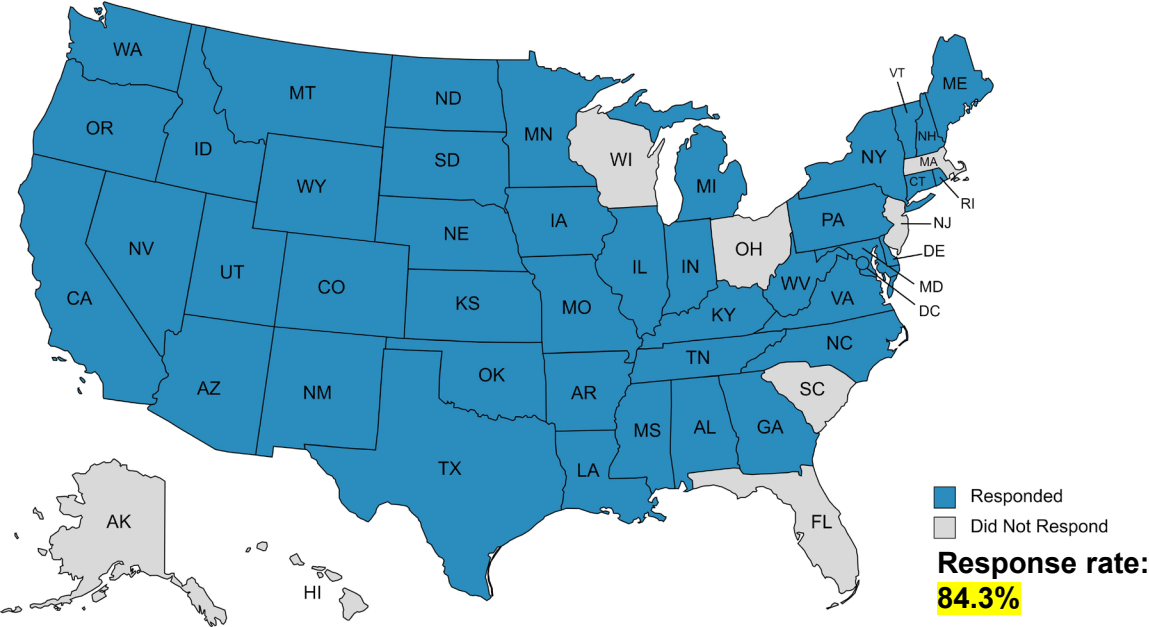 WA
MT
ND
MN
VT
ME
OR
ID
SD
WI
NH
NY
MA
WY
MI
CT
RI
IA
PA
NJ
NE
NV
OH
DE
UT
IL
IN
CO
WV
MD
CA
KS
MO
VA
DC
KY
NC
TN
OK
AZ
NM
AR
SC
MS
AL
GA
TX
LA
Responded
AK
FL
Did Not Respond
Response rate:
HI
84.3%